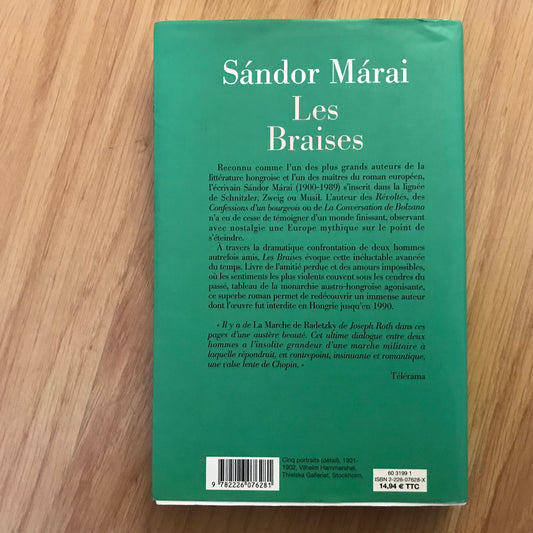 Sándor Márai
Les
Braises
Reconnu comme l'un des plus grands auteurs de la
littérature hongroise et l'un des maîtres du roman européen,
l'écrivain Sándor Márai (1900-1989) s'inscrit dans la lignée
de Schnitzler, Zweig ou Musil. L'auteur des Révoltés, des
Confessions d'un bourgeois ou de La Conversation de Bolzano
n'a eu de cesse de témoigner d'un monde finissant, observant
avec nostalgie une Europe mythique sur le point de
s'éteindre.
À travers la dramatique confrontation de deux hommes
autrefois amis, Les Braises évoque cette inéluctable avancée
du temps. Livre de l'amitié perdue et des amours impossibles,
où les sentiments les plus violents couvent sous les cendres du
passé, tableau de la monarchie austro-hongroise agonisante,
ce superbe roman permet de redécouvrir un immense auteur
dont l'œuvre fut interdite en Hongrie jusqu'en 1990.
« Il y a de La Marche de Radetzky de Joseph Roth dans ces
pages d'une austère beauté. Cet ultime dialogue entre deux
hommes a l'insolite grandeur d'une marche militaire à
laquelle répondrait, en contrepoint, insinuante et romantique,
une valse lente de Chopin. »
Télérama
Cinq portraits (détail), 1901-
1902, Vilhelm Hammershøi,
Thielska Galleriet, Stockholm.
9 782226 076281
60 3199 1
ISBN 2-226-07628-X
14,94 € TTC